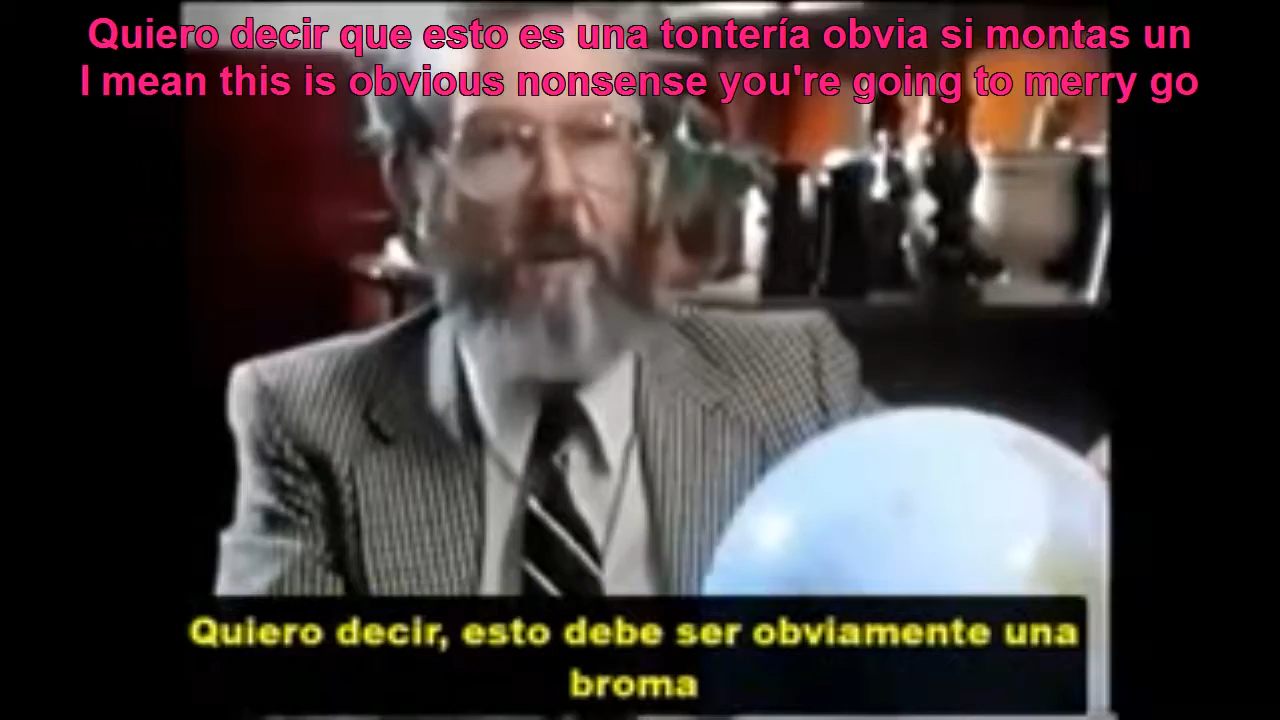 Quiero decir que esto es una tontería obvia si montas un
I mean this is obvious nonsense you're going to merry go
Quiero decir, esto debe ser obviamente una
broma